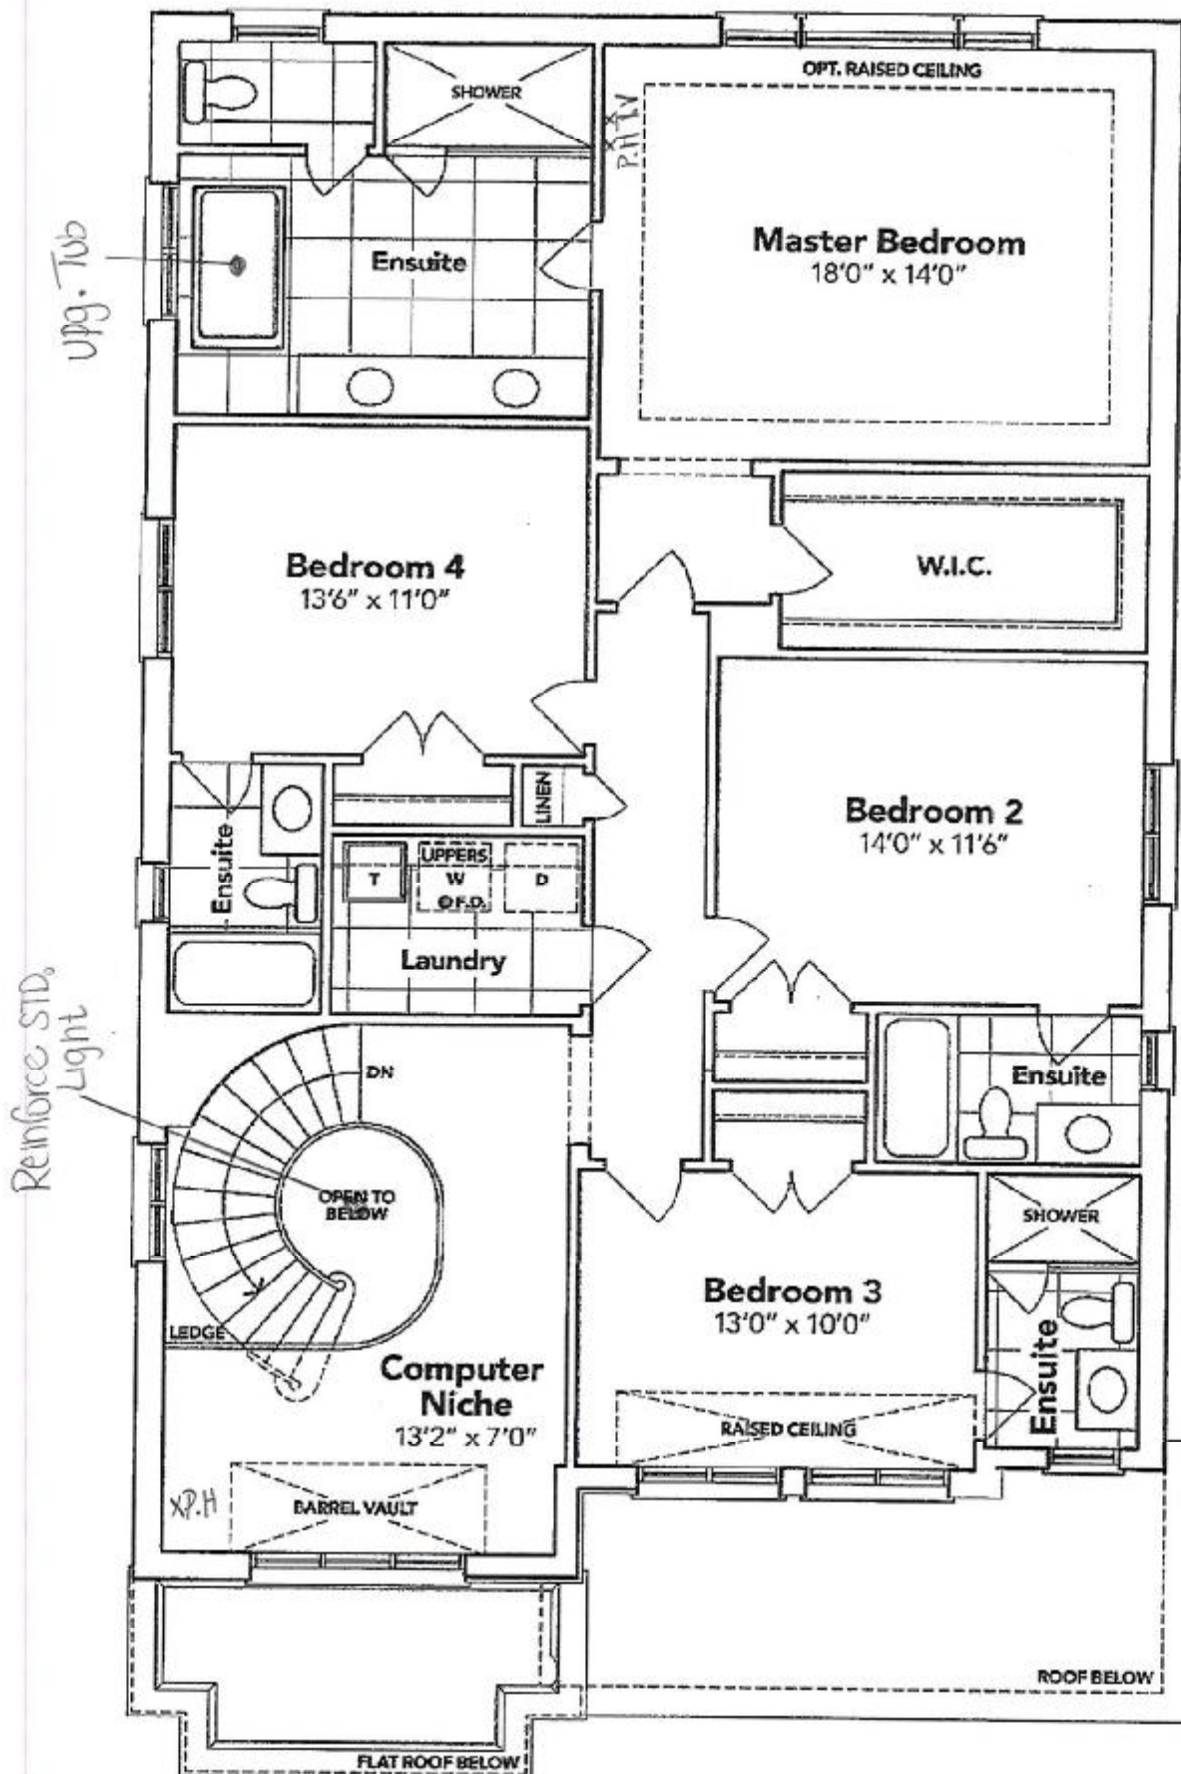 OPT. RAISED CEILING
SHOWER
P.H T.V
X X
Master Bedroom
18'0" x 14'0"
Upg. Tub
Ensuite
Bedroom 4
13'6" x 11'0"
W.I.C.
LINEN
Bedroom 2
14'0" x 11'6"
Ensuite
UPPERS
T
W
D
F.D.
Laundry
Reinforce STD.
Light
DN
Ensuite
OPEN TO
BELOW
SHOWER
LEDGE
Bedroom 3
13'0" x 10'0"
Ensuite
Computer
Niche
13'2" x 7'0"
RAISED CEILING
XP.H
BARREL VAULT
ROOF BELOW
FLAT ROOF BELOW